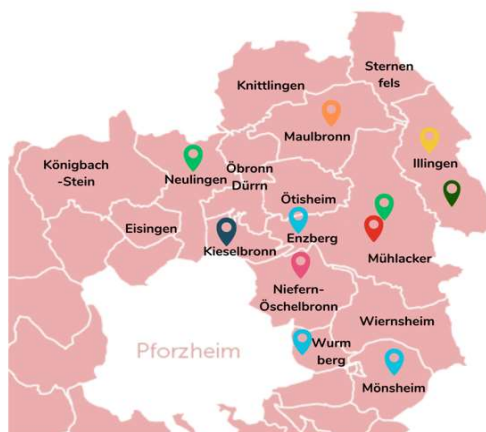 Sternen
fels
Knittlingen
Maulbronn
Illingen
Königbach
-Stein
Neulingen
Öbronn
Dürrn
Ötisheim
Eisingen
Kieselbronn
Enzberg
Mühlacker
Niefern-
Öschelbronn
Wiernsheim
Pforzheim
Wurm
berg
Mönsheim